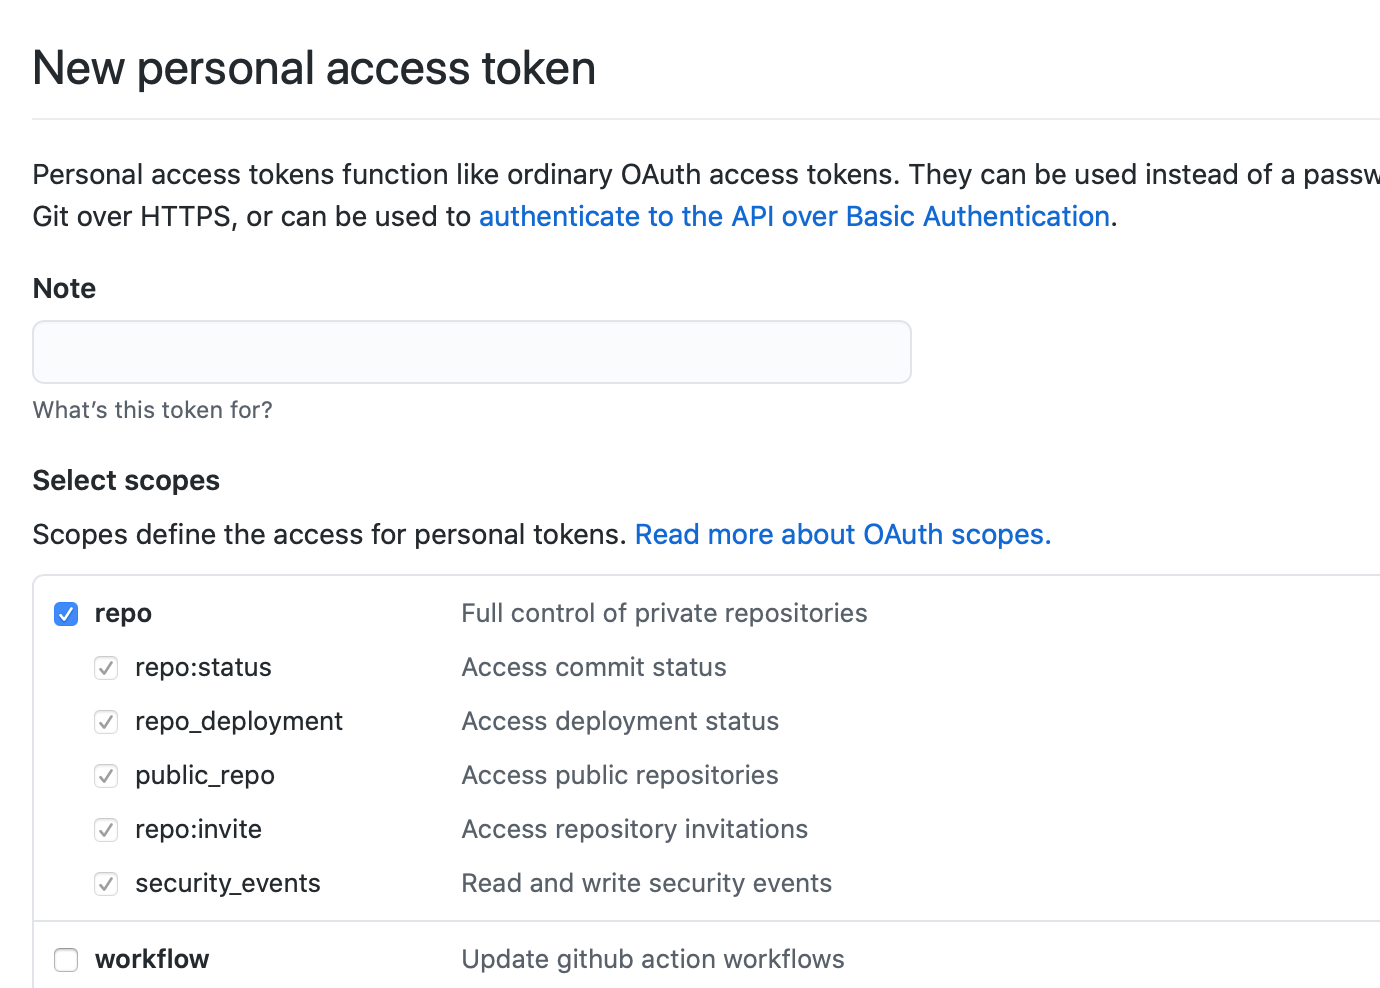 New personal access token
Personal access tokens function like ordinary OAuth access tokens. They can be used instead of a passw
Git over HTTPS, or can be used to authenticate to the API over Basic Authentication.
Note
What’s this token for?
Select scopes
Scopes define the access for personal tokens. Read more about OAuth scopes.
repo Full control of private repositories
repo:status Access commit status
repo_deployment Access deployment status
public_repo Access public repositories
repo:invite Access repository invitations
security_events Read and write security events
workflow Update github action workflows